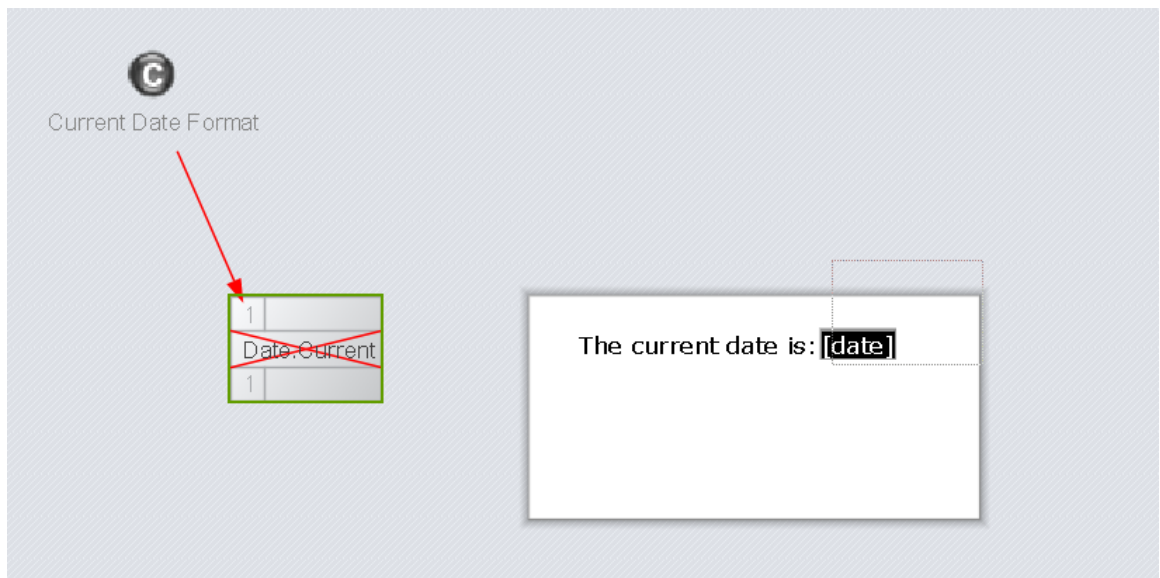 C
Current Date Format
1
Date.Current
1
The current date is: [date]